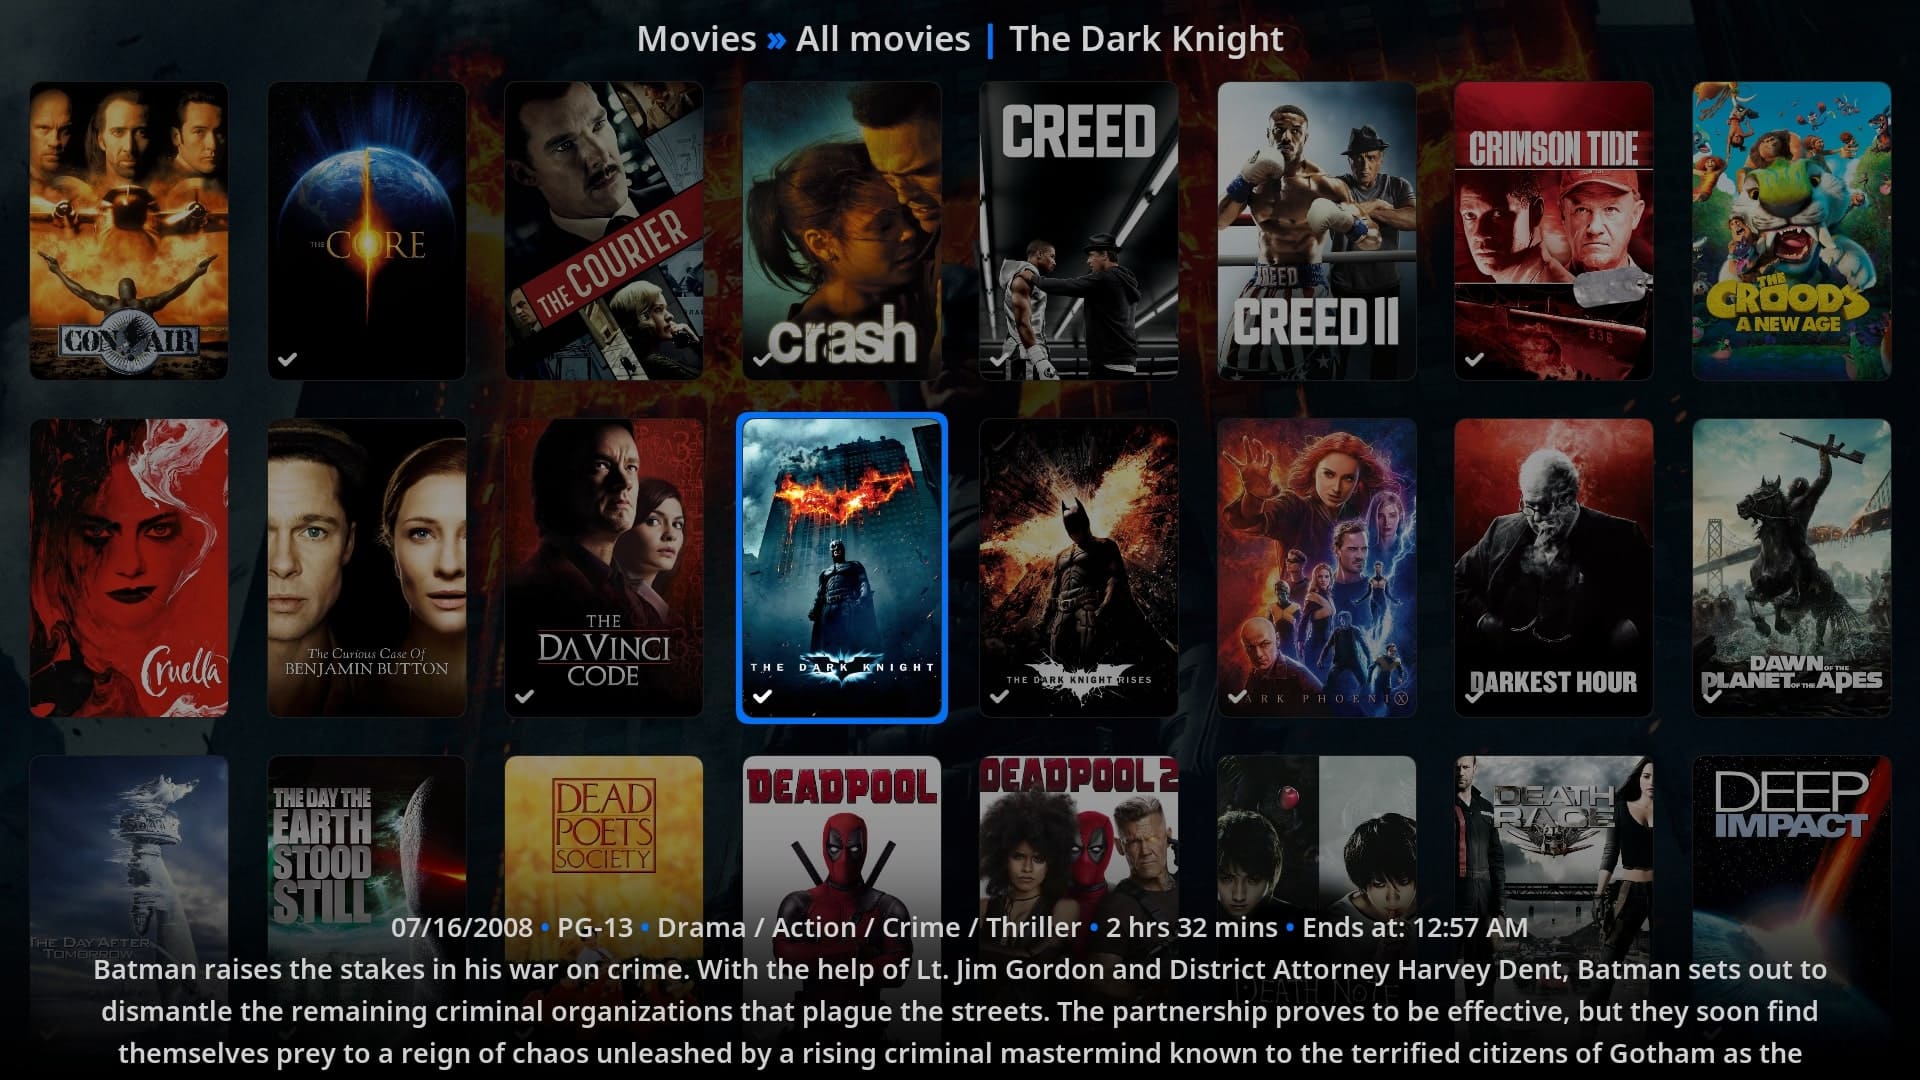 Movies » All movies | The Dark Knight
CON AIR
THE CORE
THE COURIER
crash
CREED
CREED
CREED II
CRIMSON TIDE
THE CROODS
A NEW AGE
Cruella
The Curious Case Of
BENJAMIN BUTTON
THE
DA VINCI
CODE
THE DARK KNIGHT
THE DARK KNIGHT RISES
DARK PHOENIX
DARKEST HOUR
DAWN OF THE
PLANET OF THE APES
THE DAY AFTER
TOMORROW
THE DAY THE
EARTH
STOOD
STILL
DEAD
POETS
SOCIETY
DEADPOOL
DEADPOOL 2
DEATH NOTE
DEATH
RACE
DEEP
IMPACT
07/16/2008 • PG-13 • Drama / Action / Crime / Thriller • 2 hrs 32 mins • Ends at: 12:57 AM
Batman raises the stakes in his war on crime. With the help of Lt. Jim Gordon and District Attorney Harvey Dent, Batman sets out to
dismantle the remaining criminal organizations that plague the streets. The partnership proves to be effective, but they soon find
themselves prey to a reign of chaos unleashed by a rising criminal mastermind known to the terrified citizens of Gotham as the